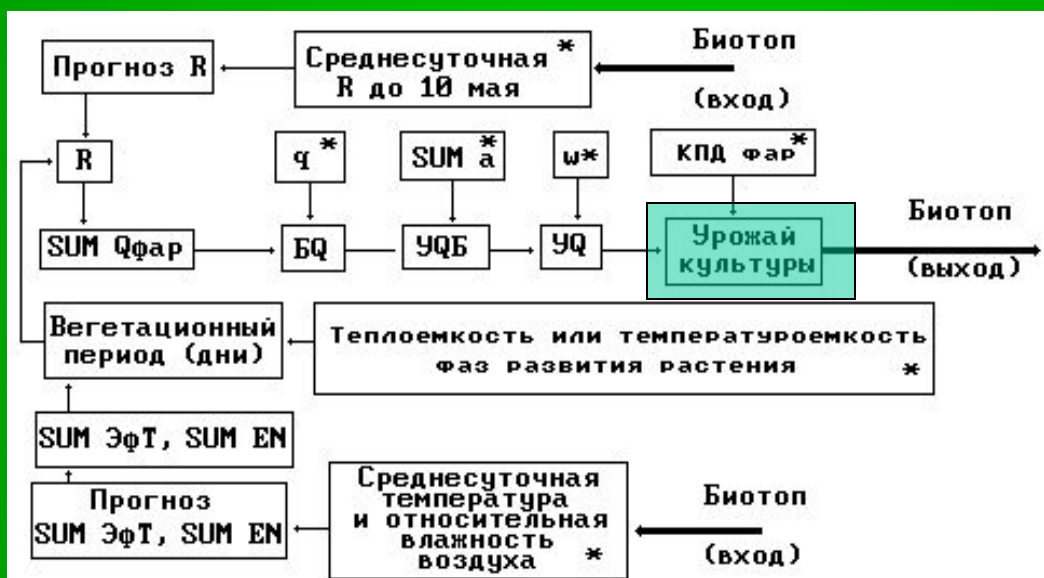 Биотоп
(вход)
Среднесуточная *
R до 10 мая
Прогноз R
R
q *
SUM a *
w*
КПД фар*
SUM Qфар
БQ
УQБ
УQ
Урожай
культуры
Биотоп
(выход)
Вегетационный
период (дни)
Теплоемкость или температуроемкость
фаз развития растения *
SUM ЭфТ, SUM EN
Прогноз
SUM ЭфТ, SUM EN
Среднесуточная
температура
и относительная
влажность
воздуха *
Биотоп
(вход)